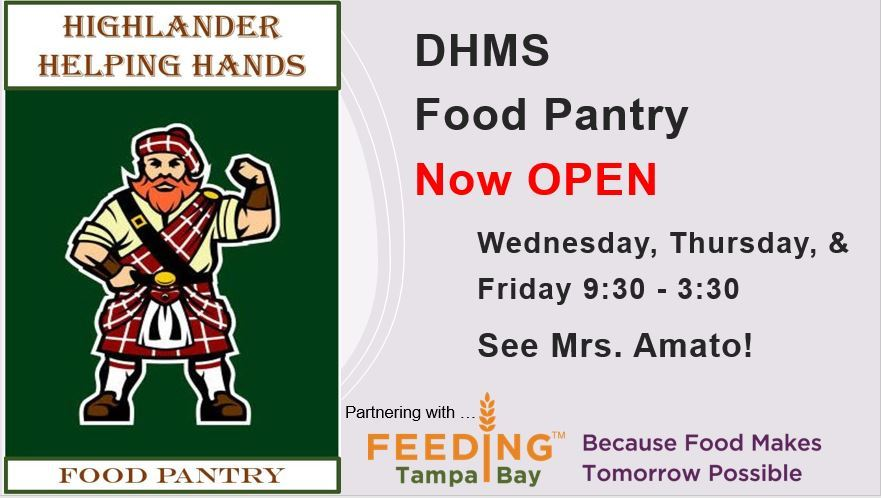 HIGHLANDER
HELPING HANDS
FOOD PANTRY
DHMS
Food Pantry
Now OPEN
Wednesday, Thursday, &
Friday 9:30 - 3:30
See Mrs. Amato!
Partnering with ...
FEEDING™
Tampa Bay
Because Food Makes
Tomorrow Possible